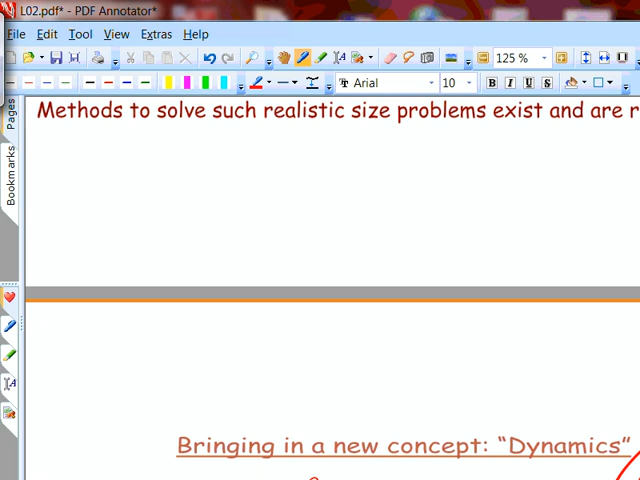 L02.pdf* - PDF Annotator*
File Edit Tool View Extras Help
125 %
Arial 10 B I U S
Pages
Bookmarks
Methods to solve such realistic size problems exist and are r
Bringing in a new concept: “Dynamics”